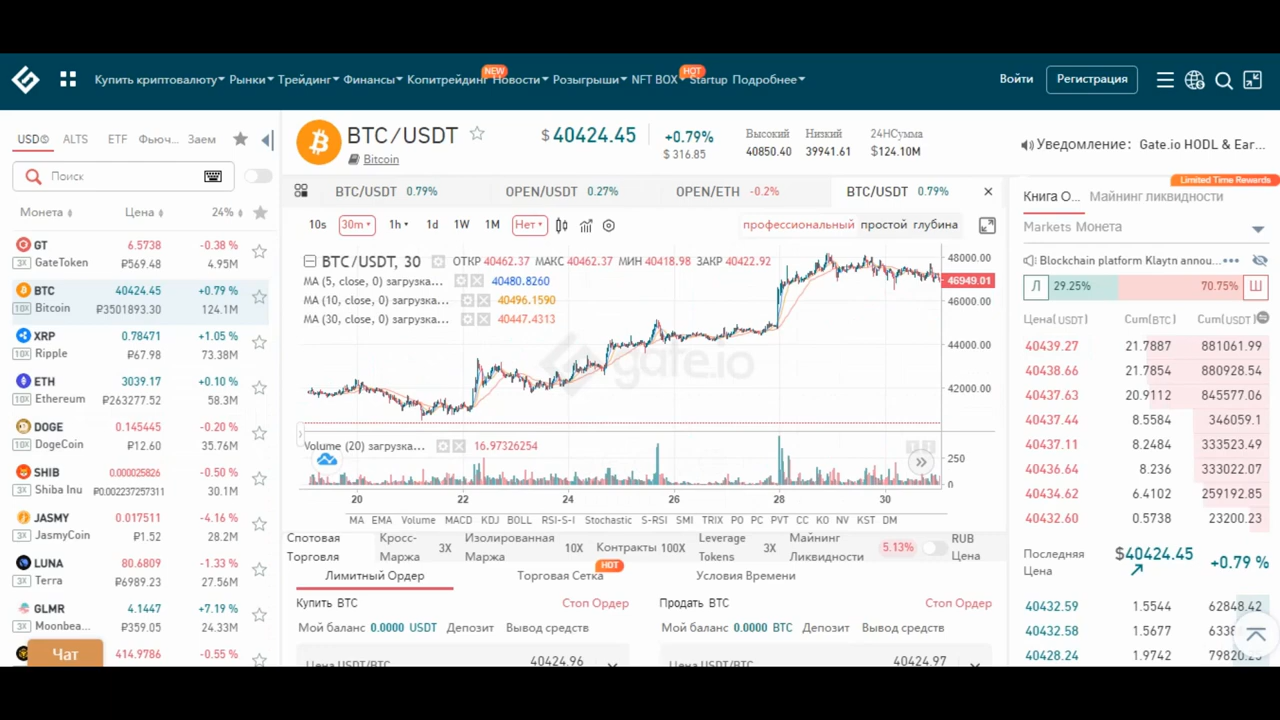 Купить криптовалюту Рынки Трейдинг Финансы Копитрейдинг NEW Новости Розыгрыши NFT BOX HOT Startup Подробнее Войти Регистрация
USDⓈ ALTS ETF Фьюч... Заем
Поиск
Монета Цена 24%
GT 6.5738 -0.38 %
3X GateToken ₽569.48 4.95M
BTC 40424.45 +0.79 %
10X Bitcoin ₽3501893.30 124.1M
XRP 0.78471 +1.05 %
10X Ripple ₽67.98 73.38M
ETH 3039.17 +0.10 %
10X Ethereum ₽263277.52 58.3M
DOGE 0.145445 -0.20 %
3X DogeCoin ₽12.60 35.76M
SHIB 0.000025826 -0.50 %
3X Shiba Inu ₽0.002237257311 30.1M
JASMY 0.017511 -4.16 %
3X JasmyCoin ₽1.52 28.2M
LUNA 80.6809 -1.33 %
3X Terra ₽6989.23 27.56M
GLMR 4.1447 +7.19 %
3X Moonbea... ₽359.05 24.33M
414.9786 -0.55 %
Чат
BTC/USDT
Bitcoin
$ 40424.45
+0.79%
$ 316.85
Высокий Низкий 24HСумма
40850.40 39941.61 $124.10M
Уведомление: Gate.io HODL & Ear...
BTC/USDT 0.79% OPEN/USDT 0.27% OPEN/ETH -0.2% BTC/USDT 0.79%
10s 30m 1h 1d 1W 1M Нет профессиональный простой глубина
BTC/USDT, 30 ОТКР 40462.37 МАКС 40462.37 МИН 40418.98 ЗАКР 40422.92
MA (5, close, 0) загрузка... 40480.8260
MA (10, close, 0) загрузка... 40496.1590
MA (30, close, 0) загрузка... 40447.4313
48000.00
46949.01
46000.00
44000.00
42000.00
gate.io
Volume (20) загрузка... 16.97326254
250
0
20 22 24 26 28 30
MA EMA Volume MACD KDJ BOLL RSI-S-I Stochastic S-RSI SMI TRIX PO PC PVT CC KO NV KST DM
Спотовая Торговля Кросс-Маржа 3X Изолированная Маржа 10X Контракты 100X Leverage Tokens 3X Майнинг Ликвидности 5.13% RUB Цена
HOT
Лимитный Ордер Торговая Сетка Условия Времени
Купить BTC Стоп Ордер Продать BTC Стоп Ордер
Мой баланс 0.0000 USDT Депозит Вывод средств Мой баланс 0.0000 BTC Депозит Вывод средств
Цена USDT/BTC 40424.96 Цена USDT/BTC 40424.97
Limited Time Rewards
Книга О... Майнинг ликвидности
Markets Монета
Blockchain platform Klaytn annou...
Л 29.25% 70.75% Ш
Цена(USDT) Cum(BTC) Cum(USDT)
40439.27 21.7887 881061.99
40438.66 21.7854 880928.54
40437.63 20.9112 845577.06
40437.44 8.5584 346059.1
40437.11 8.2484 333523.49
40436.64 8.236 333022.07
40434.62 6.4102 259192.85
40432.60 0.5738 23200.23
Последняя Цена $40424.45 +0.79 %
40432.59 1.5544 62848.42
40432.58 1.5677
40428.24 1.9742